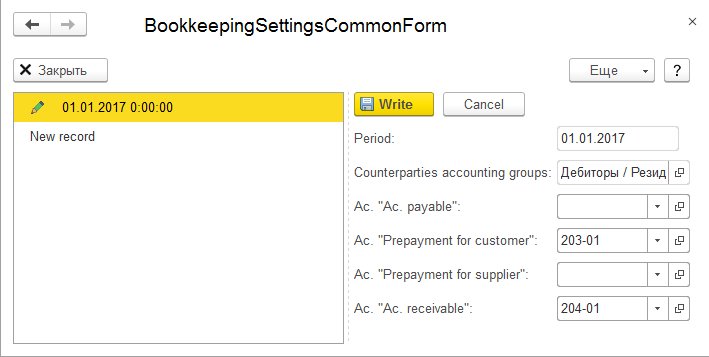 BookkeepingSettingsCommonForm
Закрыть
Еще
?
01.01.2017 0:00:00
New record
Write
Cancel
Period:
01.01.2017
Counterparties accounting groups:
Дебиторы / Резид
Ac. "Ac. payable":
Ac. "Prepayment for customer":
203-01
Ac. "Prepayment for supplier":
Ac. "Ac. receivable":
204-01